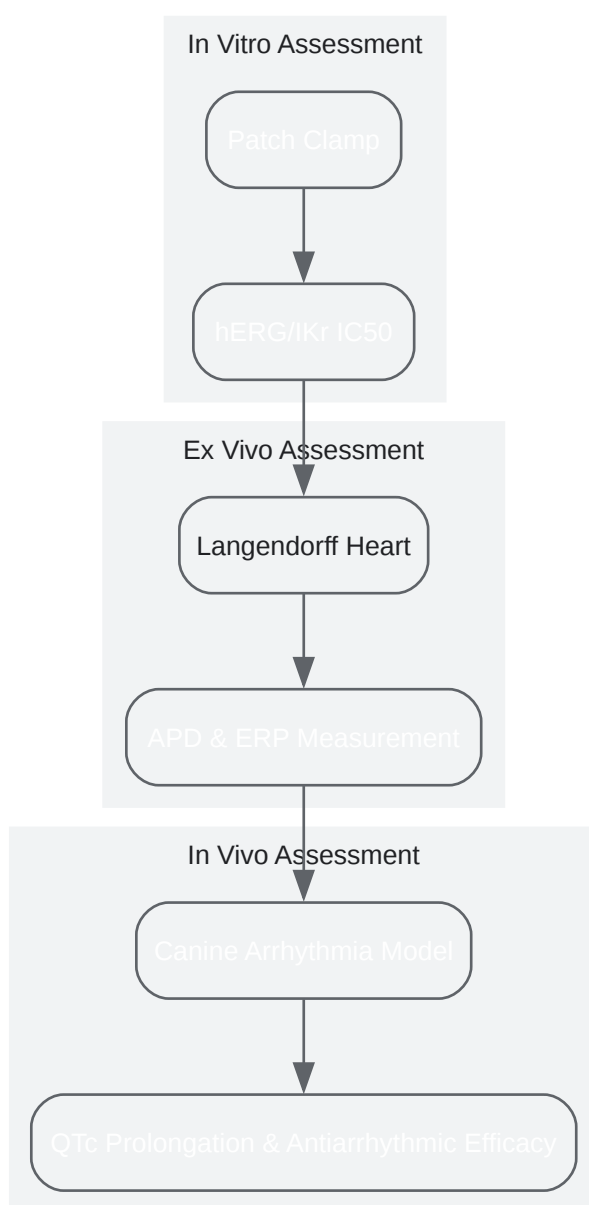 In Vitro Assessment
Patch Clamp
hERG/IKr IC50
Ex Vivo Assessment
Langendorff Heart
APD & ERP Measurement
In Vivo Assessment
Canine Arrhythmia Model
QTc Prolongation & Antiarrhythmic Efficacy